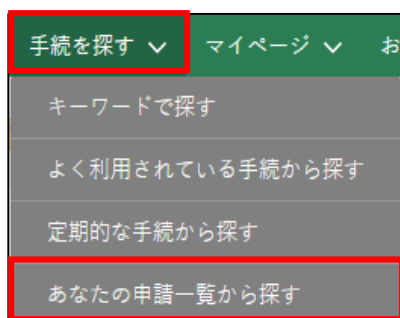 手続を探す マイページ お
キーワードで探す
よく利用されている手続から探す
定期的な手続から探す
あなたの申請一覧から探す